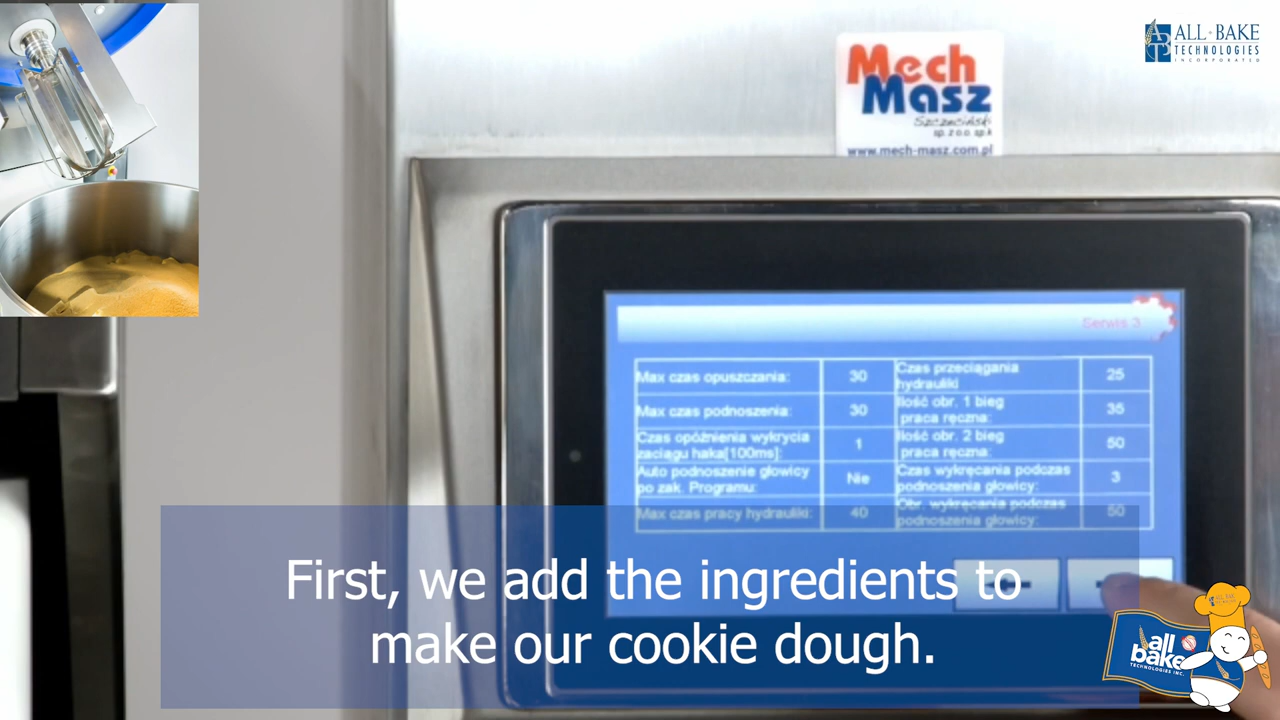 ALL BAKE
TECHNOLOGIES
INCORPORATED
Mech
Masz
Szczeciński
sp. z o.o. sp.k
www.mech-masz.com.pl
Serwis 3
Max czas opuszczania: 30 Czas przeciągania
hydrauliki 25
Max czas podnoszenia: 30 Ilość obr. 1 bieg
praca ręczna: 35
Czas opóźnienia wykrycia
zaciągu haka[100ms]: 1 Ilość obr. 2 bieg
praca ręczna: 50
Auto podnoszenie głowicy
po zak. Programu: Nie Czas wykręcania podczas
podnoszenia głowicy: 3
Max czas pracy hydrauliki: 40 Obr. wykręcania podczas
podnoszenia głowicy: 50
First, we add the ingredients to
make our cookie dough.
all
bake
TECHNOLOGIES INC.